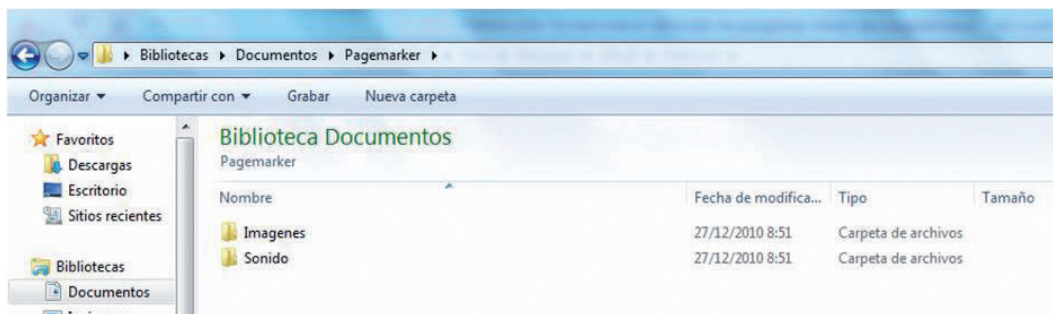 Bibliotecas Documentos Pagemarker
Organizar Compartir con Grabar Nueva carpeta
Favoritos
Descargas
Escritorio
Sitios recientes
Bibliotecas
Documentos
Biblioteca Documentos
Pagemarker
Nombre Fecha de modifica... Tipo Tamaño
Imagenes 27/12/2010 8:51 Carpeta de archivos
Sonido 27/12/2010 8:51 Carpeta de archivos